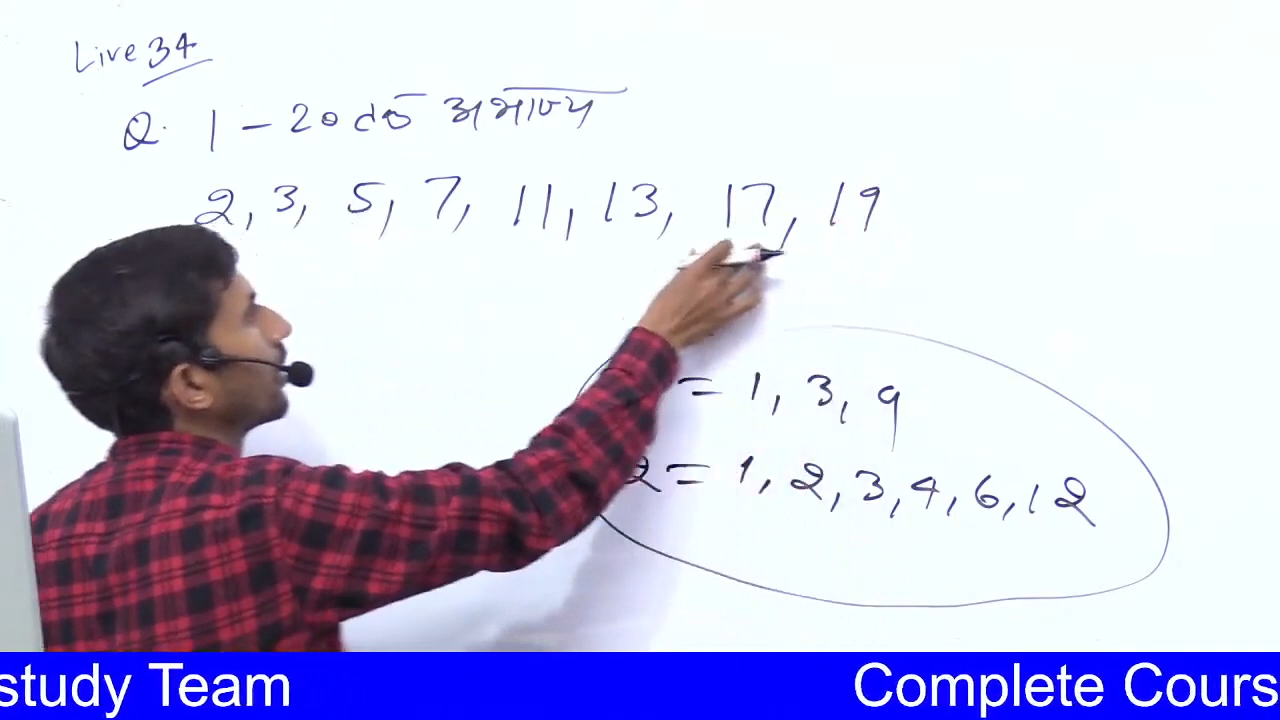 Live 34
Q. 1 - 20 तक अभाज्य
2, 3, 5, 7, 11, 13, 17, 19
= 1, 3, 9
2 = 1, 2, 3, 4, 6, 12
study Team
Complete Cours